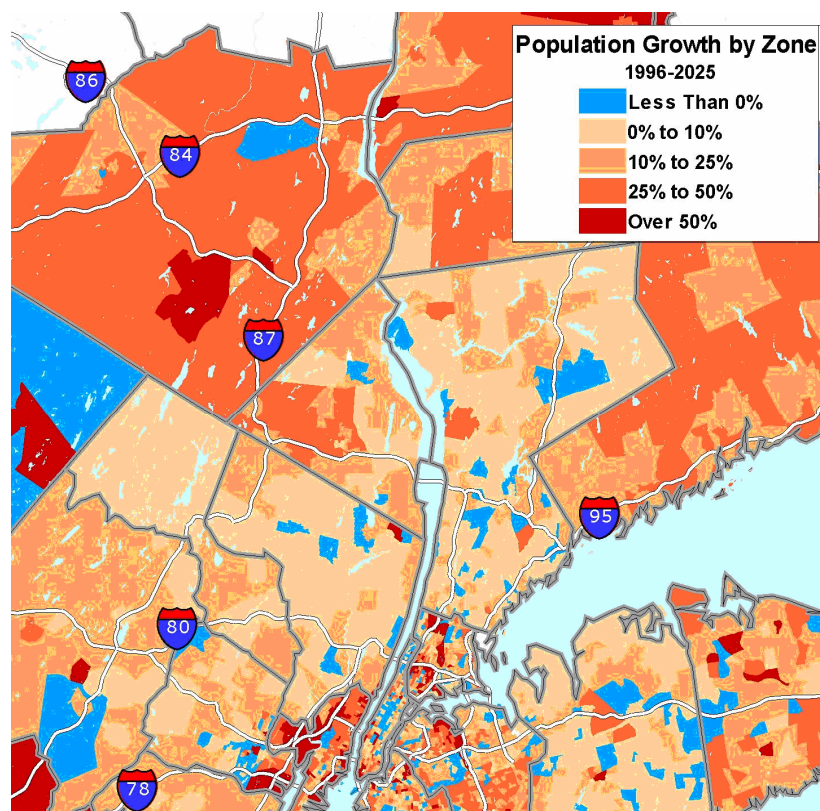 Population Growth by Zone
1996-2025
Less Than 0%
0% to 10%
10% to 25%
25% to 50%
Over 50%
86
84
87
95
80
78